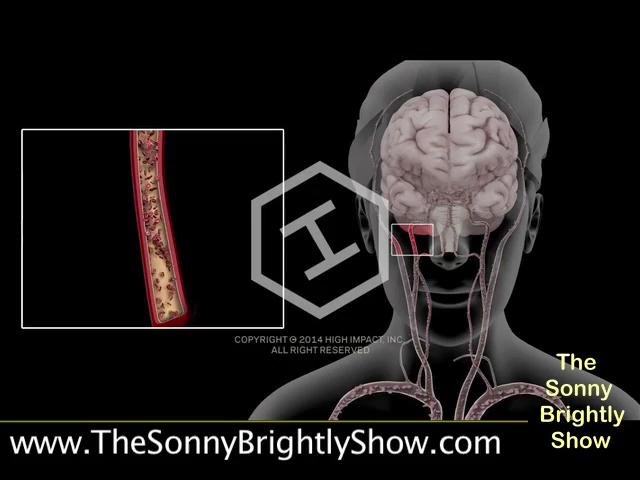 COPYRIGHT © 2014 HIGH IMPACT, INC.
ALL RIGHT RESERVED
The
Sonny
Brightly
Show
www.TheSonnyBrightlyShow.com